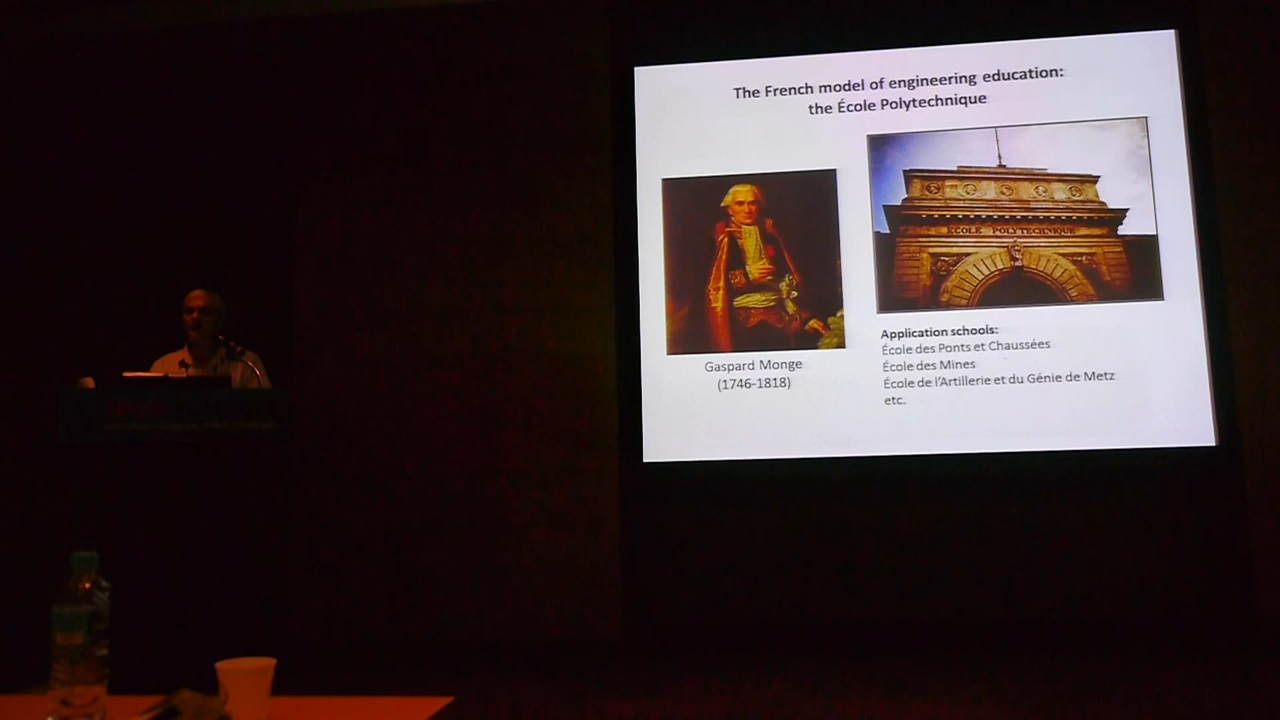 The French model of engineering education:
the École Polytechnique
ÉCOLE POLYTECHNIQUE
Gaspard Monge
(1746-1818)
Application schools:
École des Ponts et Chaussées
École des Mines
École de l'Artillerie et du Génie de Metz
etc.